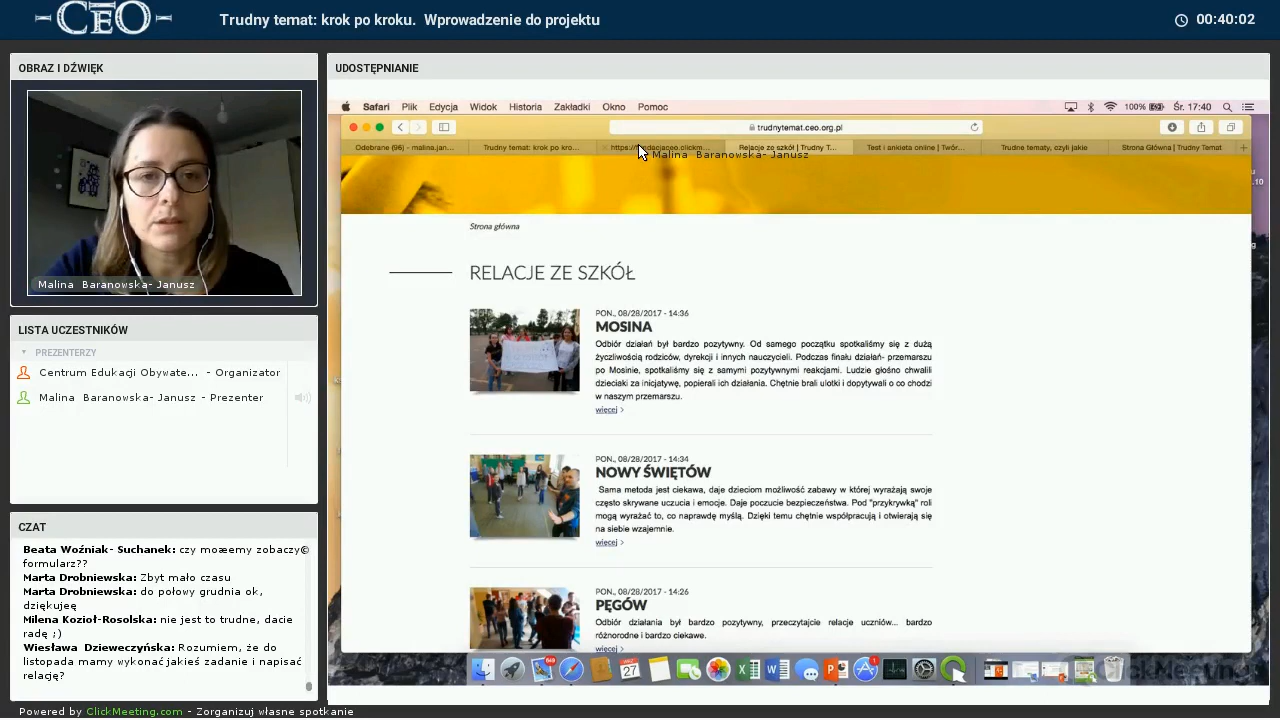 CEO
Trudny temat: krok po kroku. Wprowadzenie do projektu
00:40:02
OBRAZ I DŹWIĘK
Malina Baranowska- Janusz
LISTA UCZESTNIKÓW
PREZENTERZY
Centrum Edukacji Obywate... - Organizator
Malina Baranowska- Janusz - Prezenter
CZAT
Beata Woźniak- Suchanek: czy moæemy zobaczy©
formularz??
Marta Drobniewska: Zbyt mało czasu
Marta Drobniewska: do połowy grudnia ok,
dziękujeę
Milena Kozioł-Rosolska: nie jest to trudne, dacie
radę ;)
Wiesława Dzieweczyńska: Rozumiem, że do
listopada mamy wykonać jakieś zadanie i napisać
relację?
Powered by ClickMeeting.com - Zorganizuj własne spotkanie
UDOSTĘPNIANIE
Safari Plik Edycja Widok Historia Zakładki Okno Pomoc
100% Śr. 17:40
trudnytemat.ceo.org.pl
Odebrane (96) - malina.jan...
Trudny temat: krok po kro...
Relacje ze szkół | Trudny T...
Test i ankieta online | Twór...
Trudne tematy, czyli jakie
Strona Główna | Trudny Temat
Malina Baranowska- Janusz
Strona główna
RELACJE ZE SZKÓŁ
PON., 08/28/2017 - 14:36
MOSINA
Odbiór działań był bardzo pozytywny. Od samego początku spotkaliśmy się z dużą
życzliwością rodziców, dyrekcji i innych nauczycieli. Podczas finału działań- przemarszu
po Mosinie, spotkaliśmy się z samymi pozytywnymi reakcjami. Ludzie głośno chwalili
dzieciaki za inicjatywę, popierali ich działania. Chętnie brali ulotki i dopytywali o co chodzi
w naszym przemarszu.
więcej >
PON., 08/28/2017 - 14:34
NOWY ŚWIĘTÓW
Sama metoda jest ciekawa, daje dzieciom możliwość zabawy w której wyrażają swoje
często skrywane uczucia i emocje. Daje poczucie bezpieczeństwa. Pod "przykrywką" roli
mogą wyrażać to, co naprawdę myślą. Dzięki temu chętnie współpracują i otwierają się
na siebie wzajemnie.
więcej >
PON., 08/28/2017 - 14:26
PĘGÓW
Odbiór działania był bardzo pozytywny, przeczytajcie relacje uczniów... bardzo
różnorodne i bardzo ciekawe.
więcej >
27